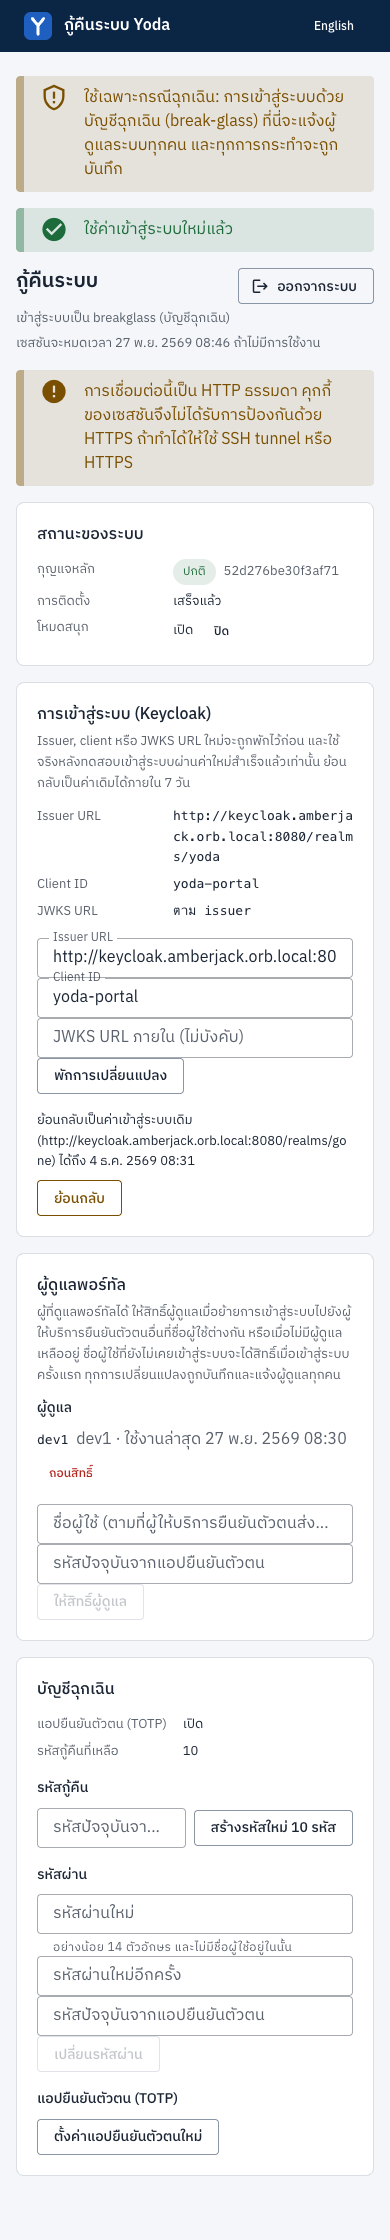 Y กู้คืนระบบ Yoda
English
ใช้เฉพาะกรณีฉุกเฉิน: การเข้าสู่ระบบด้วย
บัญชีฉุกเฉิน (break-glass) ที่นี่จะแจ้งผู้
ดูแลระบบทุกคน และทุกการกระทำจะถูก
บันทึก
ใช้ค่าเข้าสู่ระบบใหม่แล้ว
กู้คืนระบบ
ออกจากระบบ
เข้าสู่ระบบเป็น breakglass (บัญชีฉุกเฉิน)
เซสชันจะหมดเวลา 27 พ.ย. 2569 08:46 ถ้าไม่มีการใช้งาน
การเชื่อมต่อนี้เป็น HTTP ธรรมดา คุกกี้
ของเซสชันจึงไม่ได้รับการป้องกันด้วย
HTTPS ถ้าทำได้ให้ใช้ SSH tunnel หรือ
HTTPS
สถานะของระบบ
กุญแจหลัก ปกติ 52d276be30f3af71
การติดตั้ง เสร็จแล้ว
โหมดสนุก เปิด ปิด
การเข้าสู่ระบบ (Keycloak)
Issuer, client หรือ JWKS URL ใหม่จะถูกพักไว้ก่อน และใช้
จริงหลังทดสอบเข้าสู่ระบบผ่านค่าใหม่สำเร็จแล้วเท่านั้น ย้อน
กลับเป็นค่าเดิมได้ภายใน 7 วัน
Issuer URL http://keycloak.amberja
ck.orb.local:8080/realm
s/yoda
Client ID yoda-portal
JWKS URL ตาม issuer
Issuer URL
http://keycloak.amberjack.orb.local:80
Client ID
yoda-portal
JWKS URL ภายใน (ไม่บังคับ)
พักการเปลี่ยนแปลง
ย้อนกลับเป็นค่าเข้าสู่ระบบเดิม
(http://keycloak.amberjack.orb.local:8080/realms/go
ne) ได้ถึง 4 ธ.ค. 2569 08:31
ย้อนกลับ
ผู้ดูแลพอร์ทัล
ผู้ที่ดูแลพอร์ทัลได้ ให้สิทธิ์ผู้ดูแลเมื่อย้ายการเข้าสู่ระบบไปยังผู้
ให้บริการยืนยันตัวตนอื่นที่ชื่อผู้ใช้ต่างกัน หรือเมื่อไม่มีผู้ดูแล
เหลืออยู่ ชื่อผู้ใช้ที่ยังไม่เคยเข้าสู่ระบบจะได้สิทธิ์เมื่อเข้าสู่ระบบ
ครั้งแรก ทุกการเปลี่ยนแปลงถูกบันทึกและแจ้งผู้ดูแลทุกคน
ผู้ดูแล
dev1 dev1 · ใช้งานล่าสุด 27 พ.ย. 2569 08:30
ถอนสิทธิ์
ชื่อผู้ใช้ (ตามที่ผู้ให้บริการยืนยันตัวตนส่ง...
รหัสปัจจุบันจากแอปยืนยันตัวตน
ให้สิทธิ์ผู้ดูแล
บัญชีฉุกเฉิน
แอปยืนยันตัวตน (TOTP) เปิด
รหัสกู้คืนที่เหลือ 10
รหัสกู้คืน
รหัสปัจจุบันจา... สร้างรหัสใหม่ 10 รหัส
รหัสผ่าน
รหัสผ่านใหม่
อย่างน้อย 14 ตัวอักษร และไม่มีชื่อผู้ใช้อยู่ในนั้น
รหัสผ่านใหม่อีกครั้ง
รหัสปัจจุบันจากแอปยืนยันตัวตน
เปลี่ยนรหัสผ่าน
แอปยืนยันตัวตน (TOTP)
ตั้งค่าแอปยืนยันตัวตนใหม่